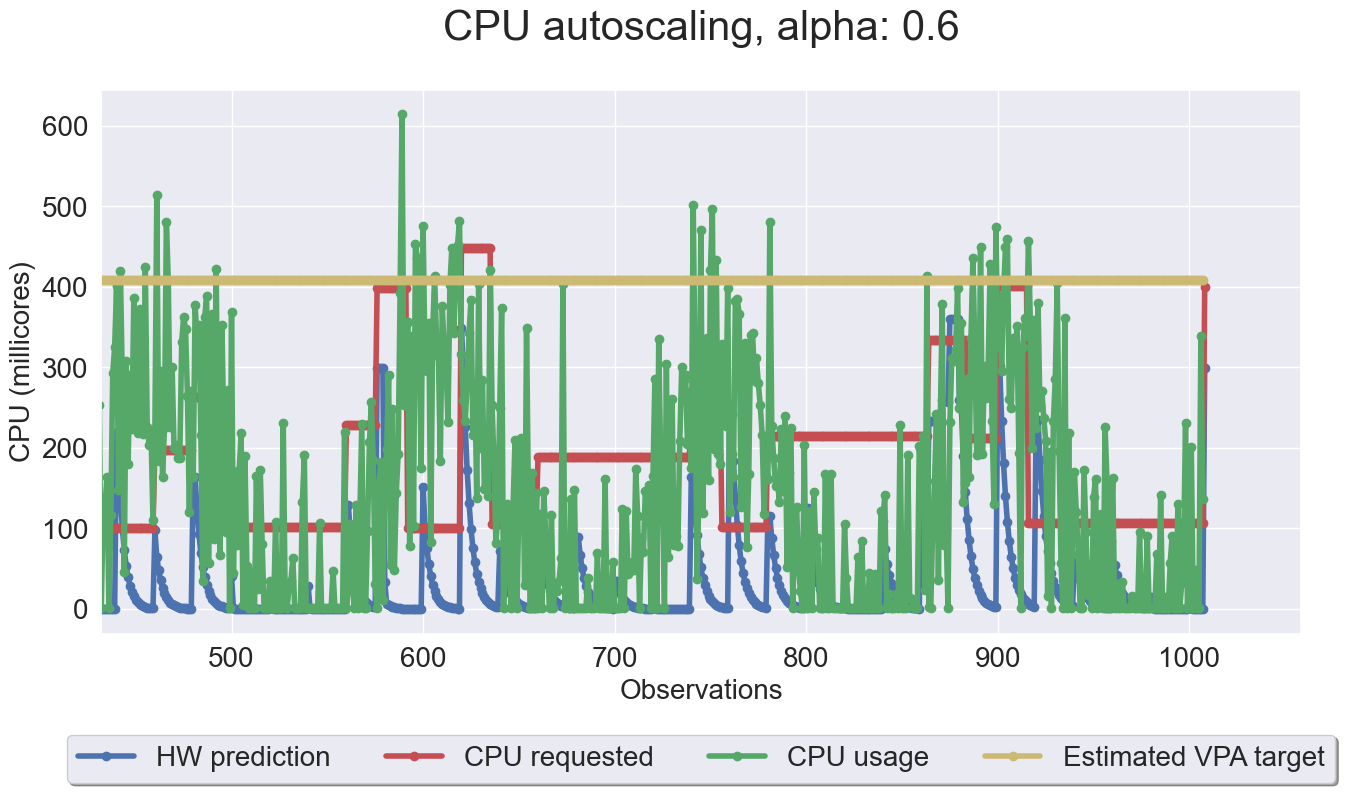 CPU autoscaling, alpha: 0.6
600
500
400
300
200
100
0
CPU (millicores)
500 600 700 800 900 1000
Observations
HW prediction CPU requested CPU usage Estimated VPA target